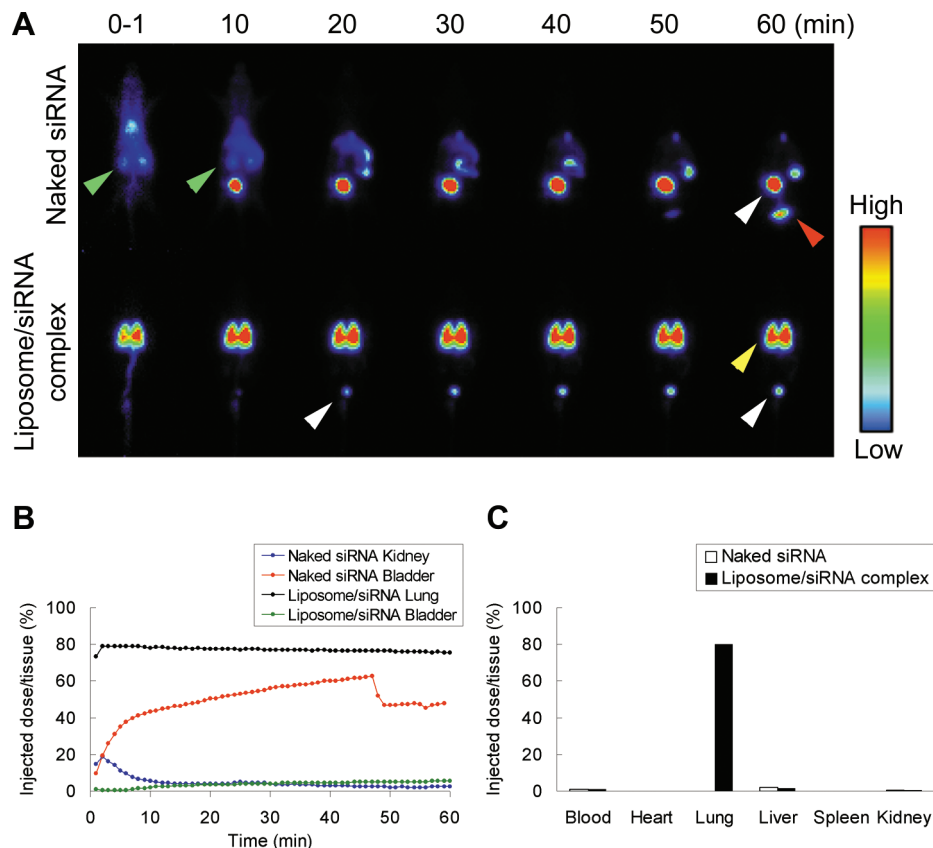 A
0-1 10 20 30 40 50 60 (min)
Naked siRNA
Liposome/siRNA
complex
High
Low
B
Naked siRNA Kidney
Naked siRNA Bladder
Liposome/siRNA Lung
Liposome/siRNA Bladder
Injected dose/tissue (%)
100
80
60
40
20
0
0 10 20 30 40 50 60
Time (min)
C
Naked siRNA
Liposome/siRNA complex
Injected dose/tissue (%)
100
80
60
40
20
0
Blood Heart Lung Liver Spleen Kidney